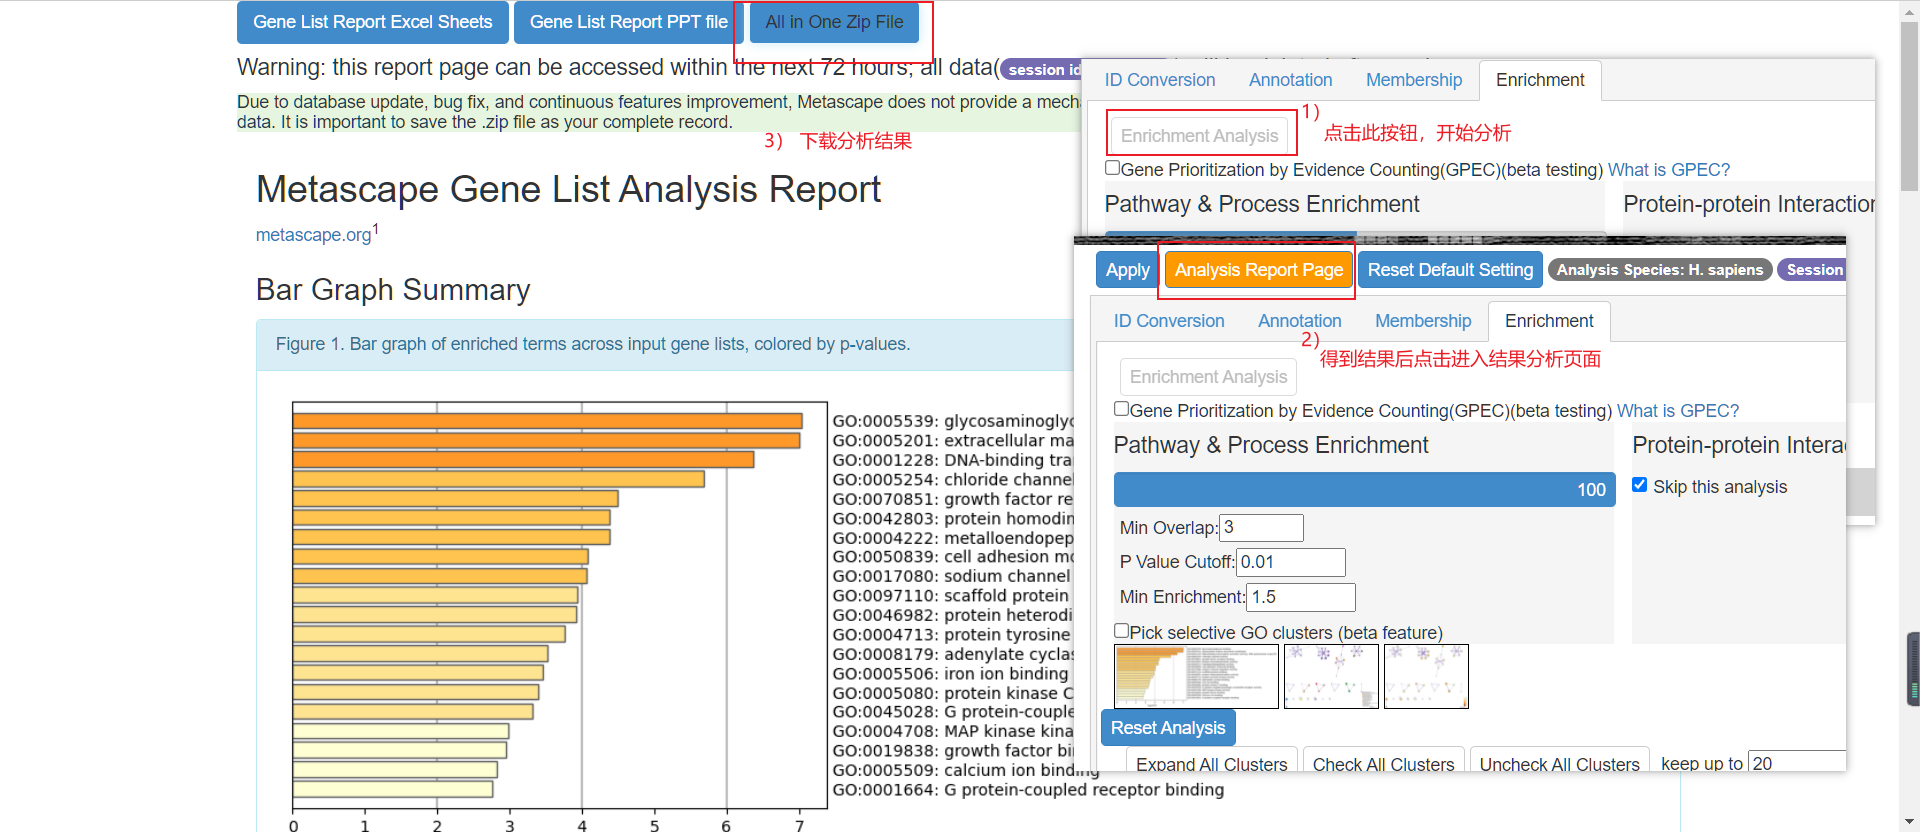 Gene List Report Excel Sheets
Gene List Report PPT file
All in One Zip File
Warning: this report page can be accessed within the next 72 hours; all data(session id
Due to database update, bug fix, and continuous features improvement, Metascape does not provide a mech
data. It is important to save the .zip file as your complete record.
3） 下载分析结果
Metascape Gene List Analysis Report
metascape.org1
Bar Graph Summary
Figure 1. Bar graph of enriched terms across input gene lists, colored by p-values.
GO:0005539: glycosaminoglyc
GO:0005201: extracellular ma
GO:0001228: DNA-binding tra
GO:0005254: chloride channel
GO:0070851: growth factor re
GO:0042803: protein homodin
GO:0004222: metalloendopep
GO:0050839: cell adhesion mo
GO:0017080: sodium channel
GO:0097110: scaffold protein
GO:0046982: protein heterodi
GO:0004713: protein tyrosine
GO:0008179: adenylate cyclas
GO:0005506: iron ion binding
GO:0005080: protein kinase C
GO:0045028: G protein-couple
GO:0004708: MAP kinase kina
GO:0019838: growth factor bi
GO:0005509: calcium ion binding
GO:0001664: G protein-coupled receptor binding
0 1 2 3 4 5 6 7
ID Conversion Annotation Membership Enrichment
1）
Enrichment Analysis
点击此按钮，开始分析
Gene Prioritization by Evidence Counting(GPEC)(beta testing) What is GPEC?
Pathway & Process Enrichment
Protein-protein Interaction
Apply
Analysis Report Page
Reset Default Setting
Analysis Species: H. sapiens
Session
ID Conversion Annotation Membership Enrichment
2）
得到结果后点击进入结果分析页面
Enrichment Analysis
Gene Prioritization by Evidence Counting(GPEC)(beta testing) What is GPEC?
Pathway & Process Enrichment
Protein-protein Interac
100
Skip this analysis
Min Overlap: 3
P Value Cutoff: 0.01
Min Enrichment: 1.5
Pick selective GO clusters (beta feature)
Reset Analysis
Expand All Clusters
Check All Clusters
Uncheck All Clusters
keep up to 20